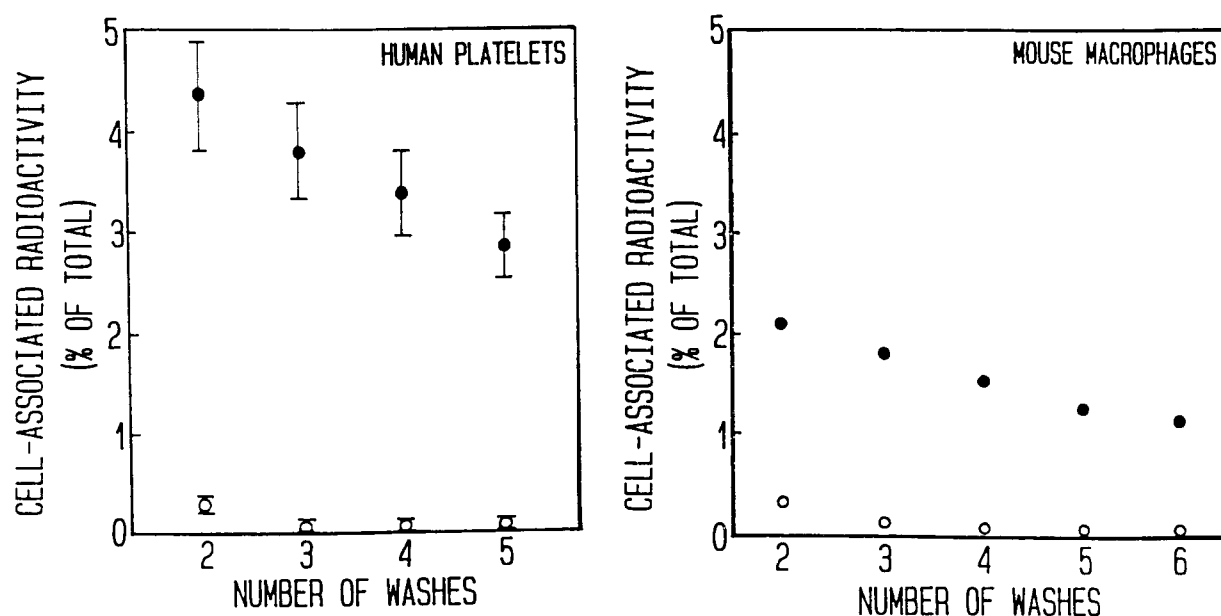 HUMAN PLATELETS
CELL-ASSOCIATED RADIOACTIVITY
(% OF TOTAL)
5
4
3
2
1
0
2 3 4 5
NUMBER OF WASHES
MOUSE MACROPHAGES
CELL-ASSOCIATED RADIOACTIVITY
(% OF TOTAL)
5
4
3
2
1
0
2 3 4 5 6
NUMBER OF WASHES